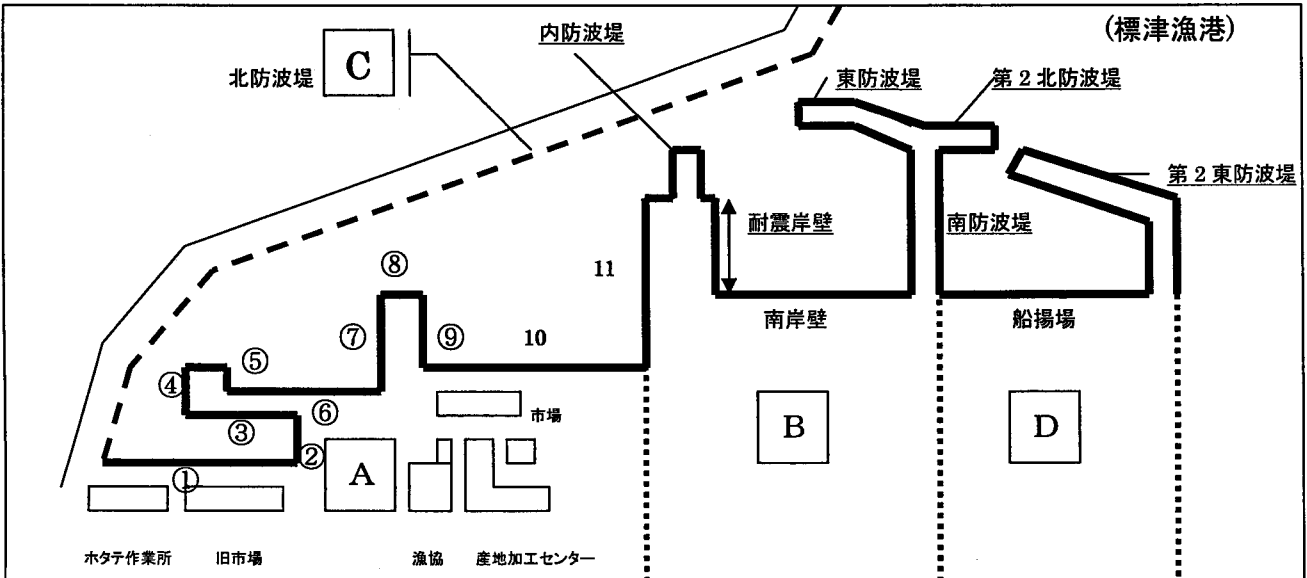 (標津漁港)
内防波堤
北防波堤
C
東防波堤
第2北防波堤
第2東防波堤
耐震岸壁
南防波堤
⑧
11
⑦
⑨
10
南岸壁
船揚場
⑤
④
⑥
③
市場
②
①
A
B
D
ホタテ作業所
旧市場
漁協
産地加工センター